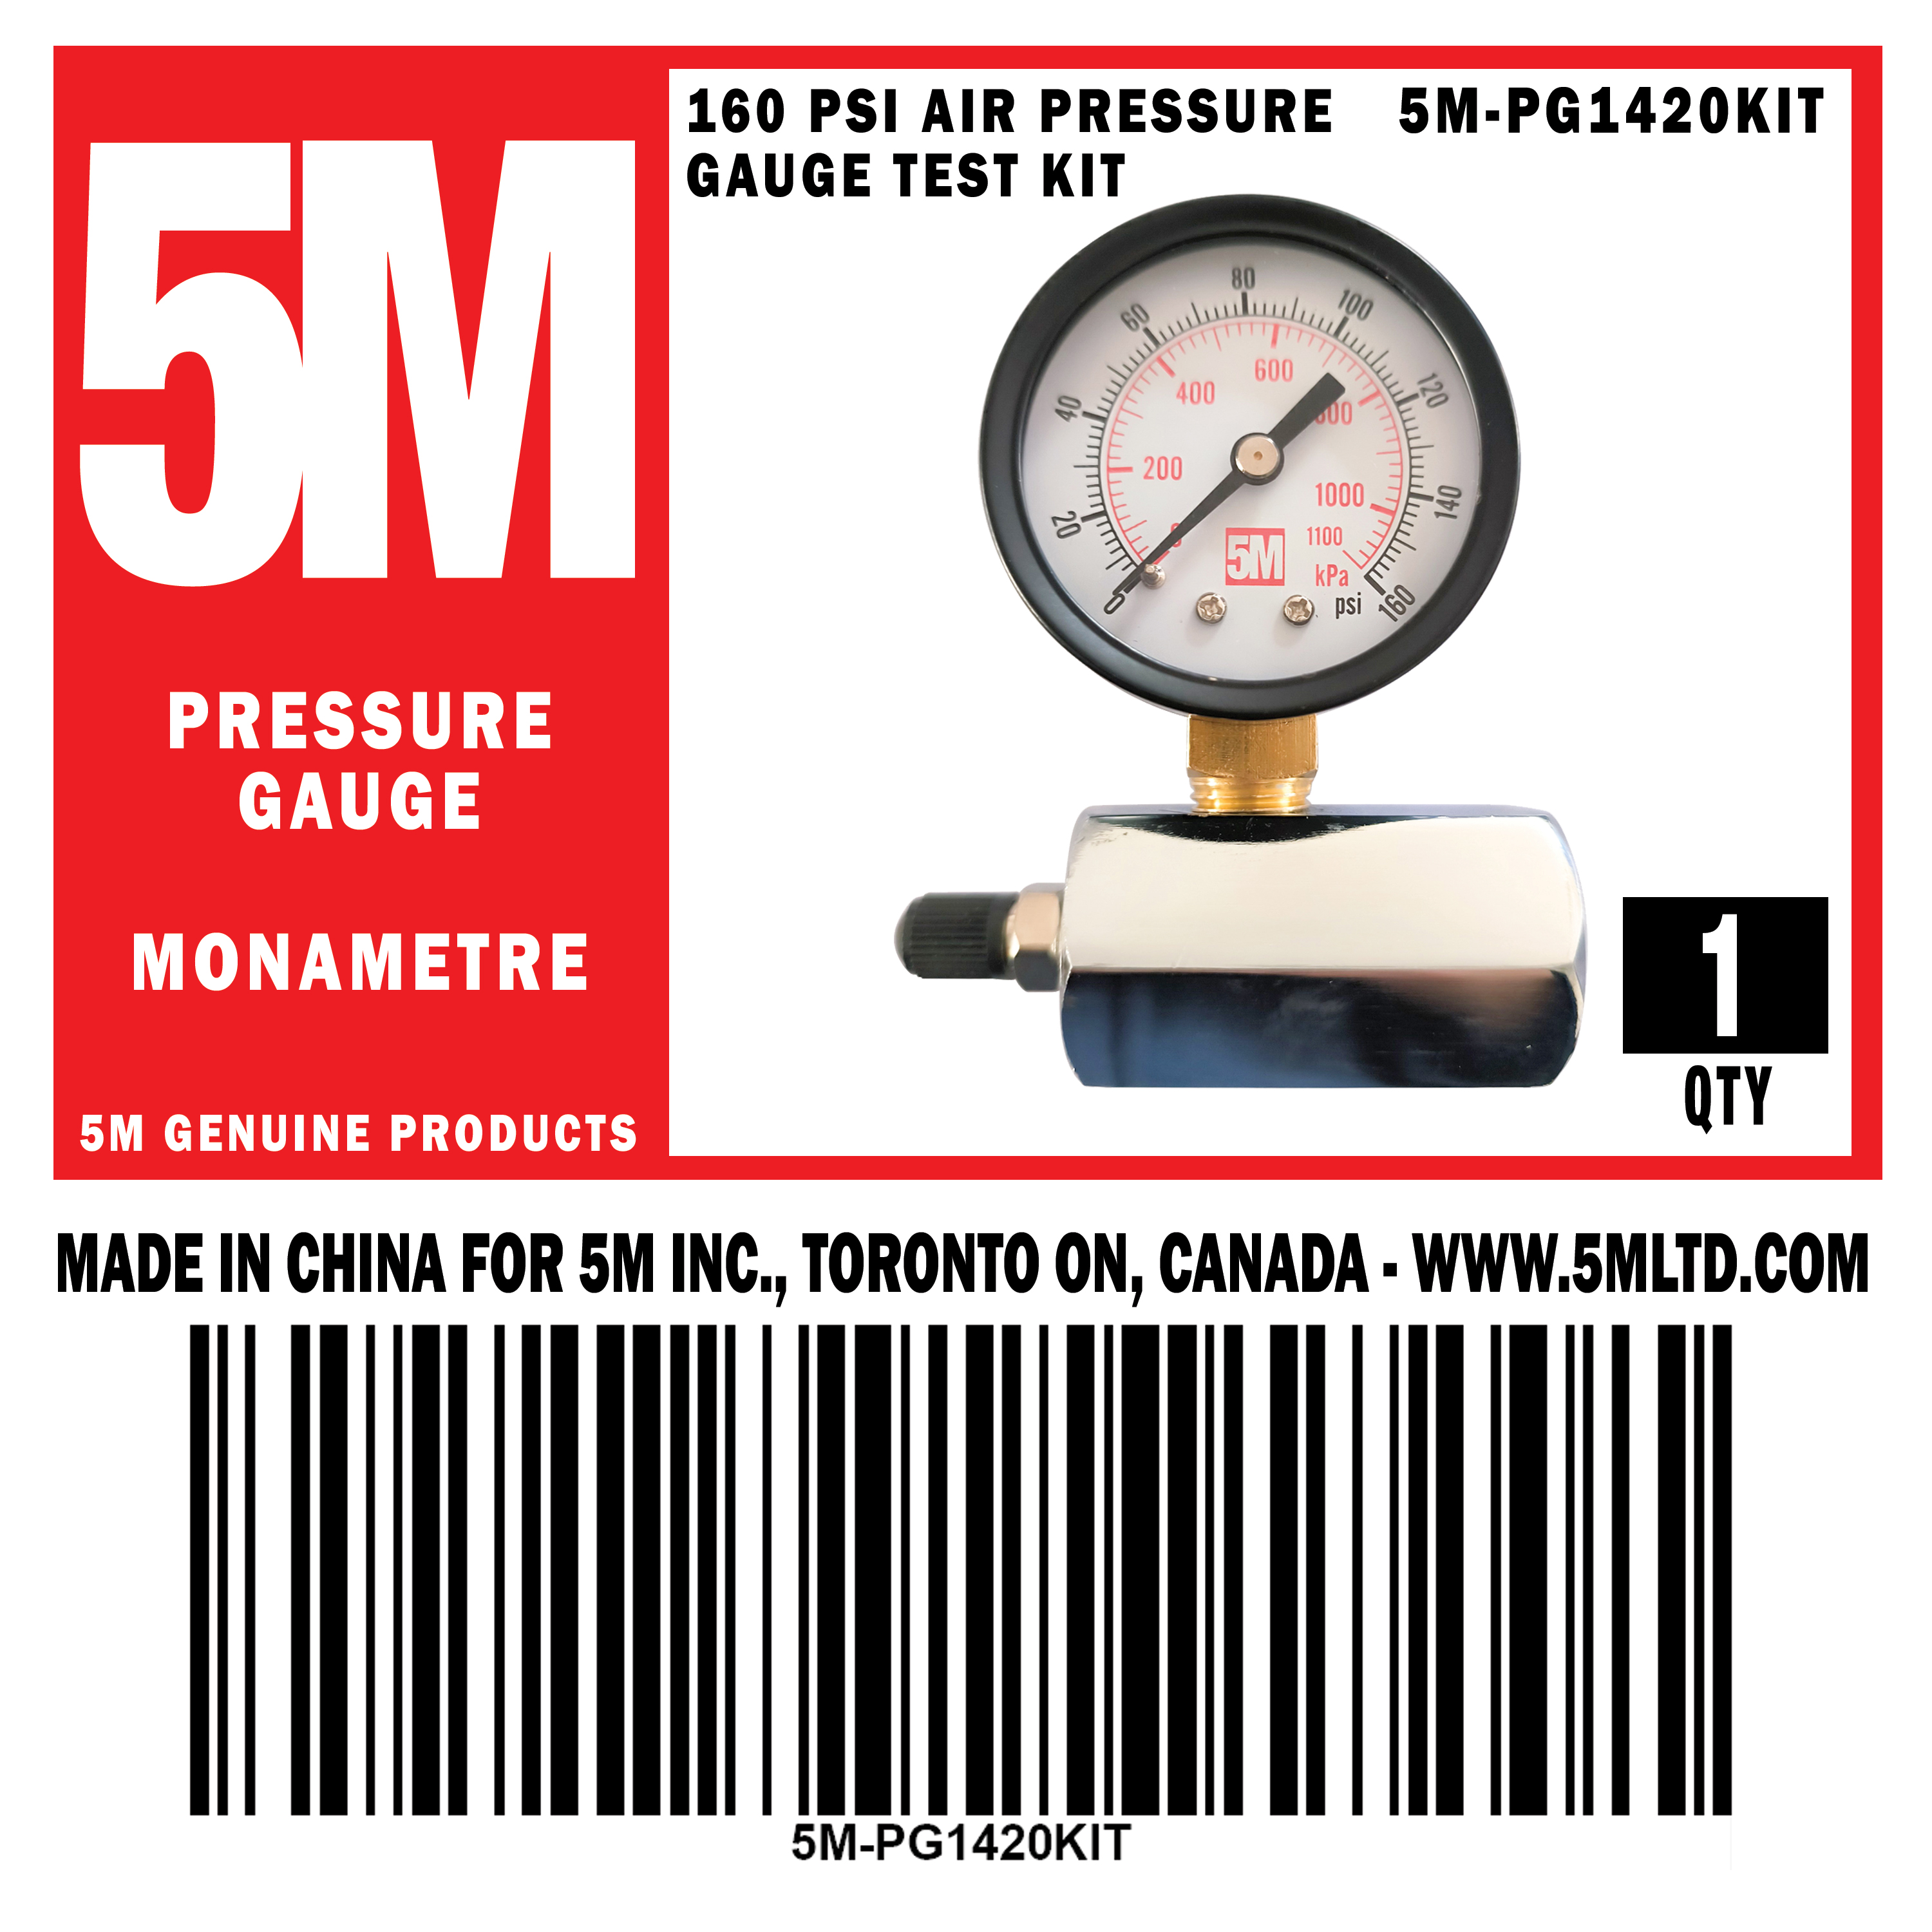 5M
PRESSURE
GAUGE
MONAMETRE
5M GENUINE PRODUCTS
160 PSI AIR PRESSURE
GAUGE TEST KIT
5M-PG1420KIT
0
20
40
60
80
100
120
140
160
psi
0
200
400
600
800
1000
1100
kPa
5M
1
QTY
MADE IN CHINA FOR 5M INC., TORONTO ON, CANADA - WWW.5MLTD.COM
5M-PG1420KIT